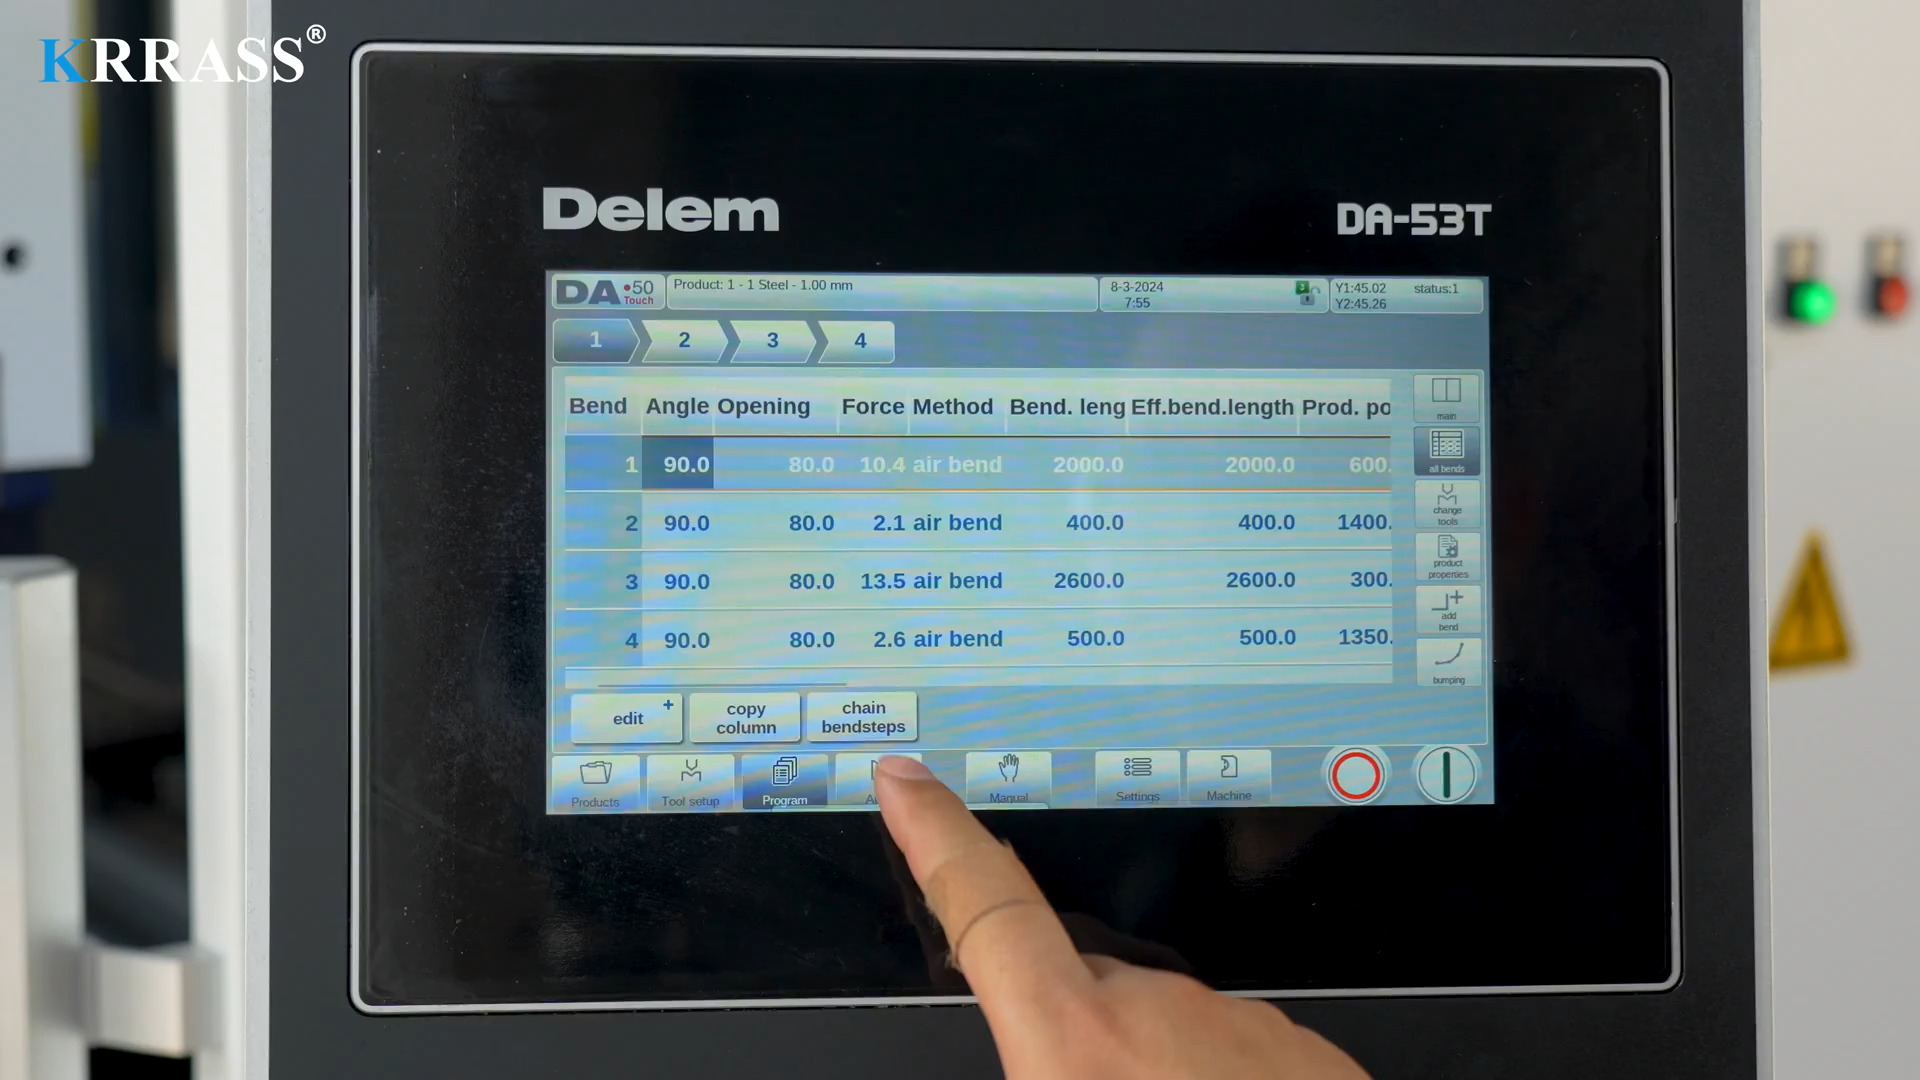 KRRASS®
Delem
DA-53T
DA•50 Touch
Product: 1 - 1 Steel - 1.00 mm
8-3-2024
7:55
Y1:45.02 status:1
Y2:45.26
1 2 3 4
Bend Angle Opening Force Method Bend. leng Eff.bend.length Prod. po
1 90.0 80.0 10.4 air bend 2000.0 2000.0 600.
2 90.0 80.0 2.1 air bend 400.0 400.0 1400.
3 90.0 80.0 13.5 air bend 2600.0 2600.0 300.
4 90.0 80.0 2.6 air bend 500.0 500.0 1350.
main
all bends
change
tools
product
properties
add
bend
bumping
edit +
copy
column
chain
bendsteps
Products Tool setup Program Manual Settings Machine